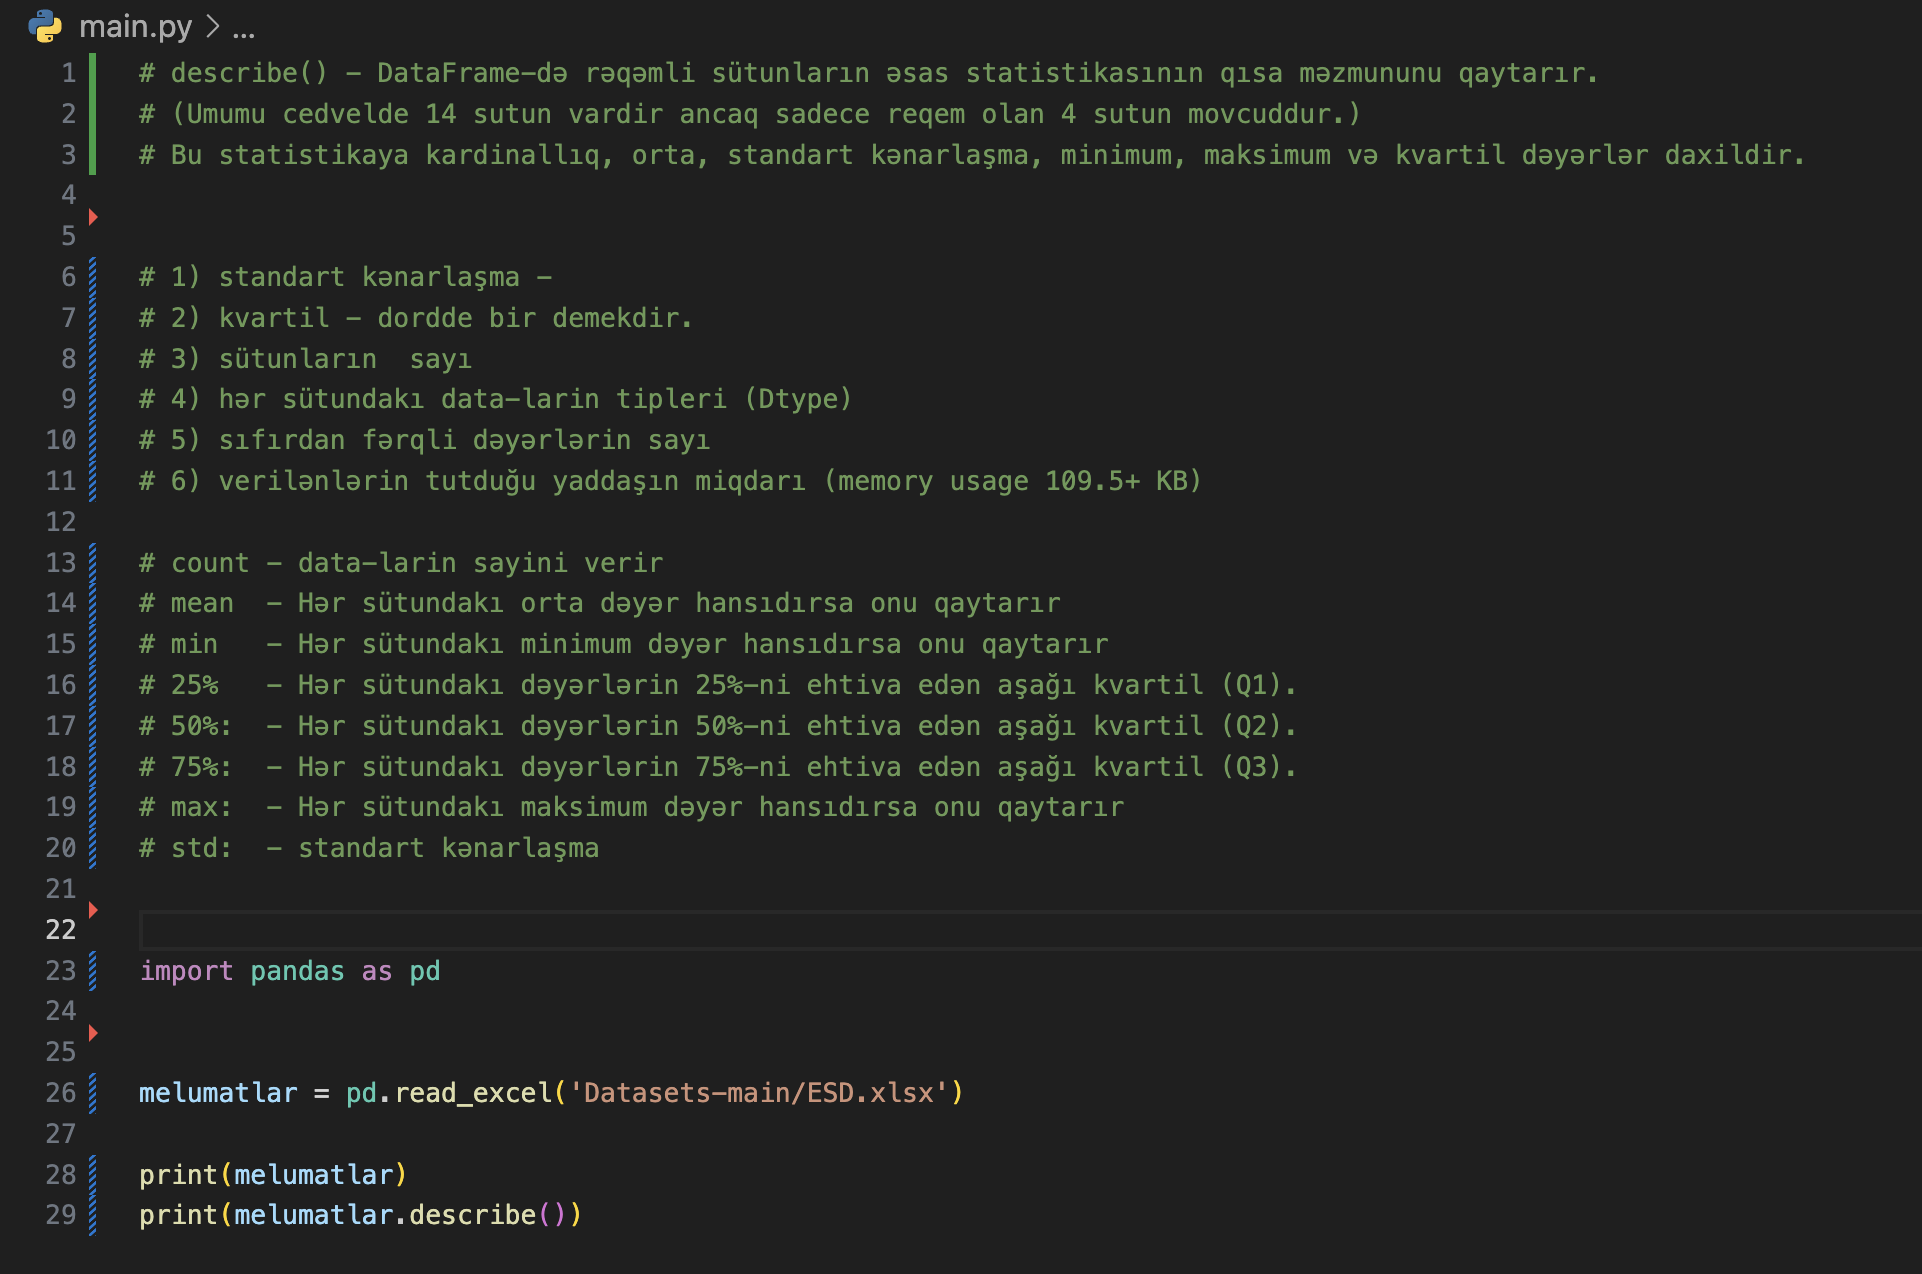 main.py > ...
1 # describe() - DataFrame-də rəqəmli sütunların əsas statistikasının qısa məzmununu qaytarır.
2 # (Umumu cedvelde 14 sutun vardir ancaq sadece reqem olan 4 sutun movcuddur.)
3 # Bu statistikaya kardinallıq, orta, standart kənarlaşma, minimum, maksimum və kvartil dəyərlər daxildir.
4
5
6 # 1) standart kənarlaşma -
7 # 2) kvartil - dordde bir demekdir.
8 # 3) sütunların  sayı
9 # 4) hər sütundakı data-larin tipleri (Dtype)
10 # 5) sıfırdan fərqli dəyərlərin sayı
11 # 6) verilənlərin tutduğu yaddaşın miqdarı (memory usage 109.5+ KB)
12
13 # count - data-larin sayini verir
14 # mean  - Hər sütundakı orta dəyər hansıdırsa onu qaytarır
15 # min   - Hər sütundakı minimum dəyər hansıdırsa onu qaytarır
16 # 25%   - Hər sütundakı dəyərlərin 25%-ni ehtiva edən aşağı kvartil (Q1).
17 # 50%:  - Hər sütundakı dəyərlərin 50%-ni ehtiva edən aşağı kvartil (Q2).
18 # 75%:  - Hər sütundakı dəyərlərin 75%-ni ehtiva edən aşağı kvartil (Q3).
19 # max:  - Hər sütundakı maksimum dəyər hansıdırsa onu qaytarır
20 # std:  - standart kənarlaşma
21
22
23 import pandas as pd
24
25
26 melumatlar = pd.read_excel('Datasets-main/ESD.xlsx')
27
28 print(melumatlar)
29 print(melumatlar.describe())